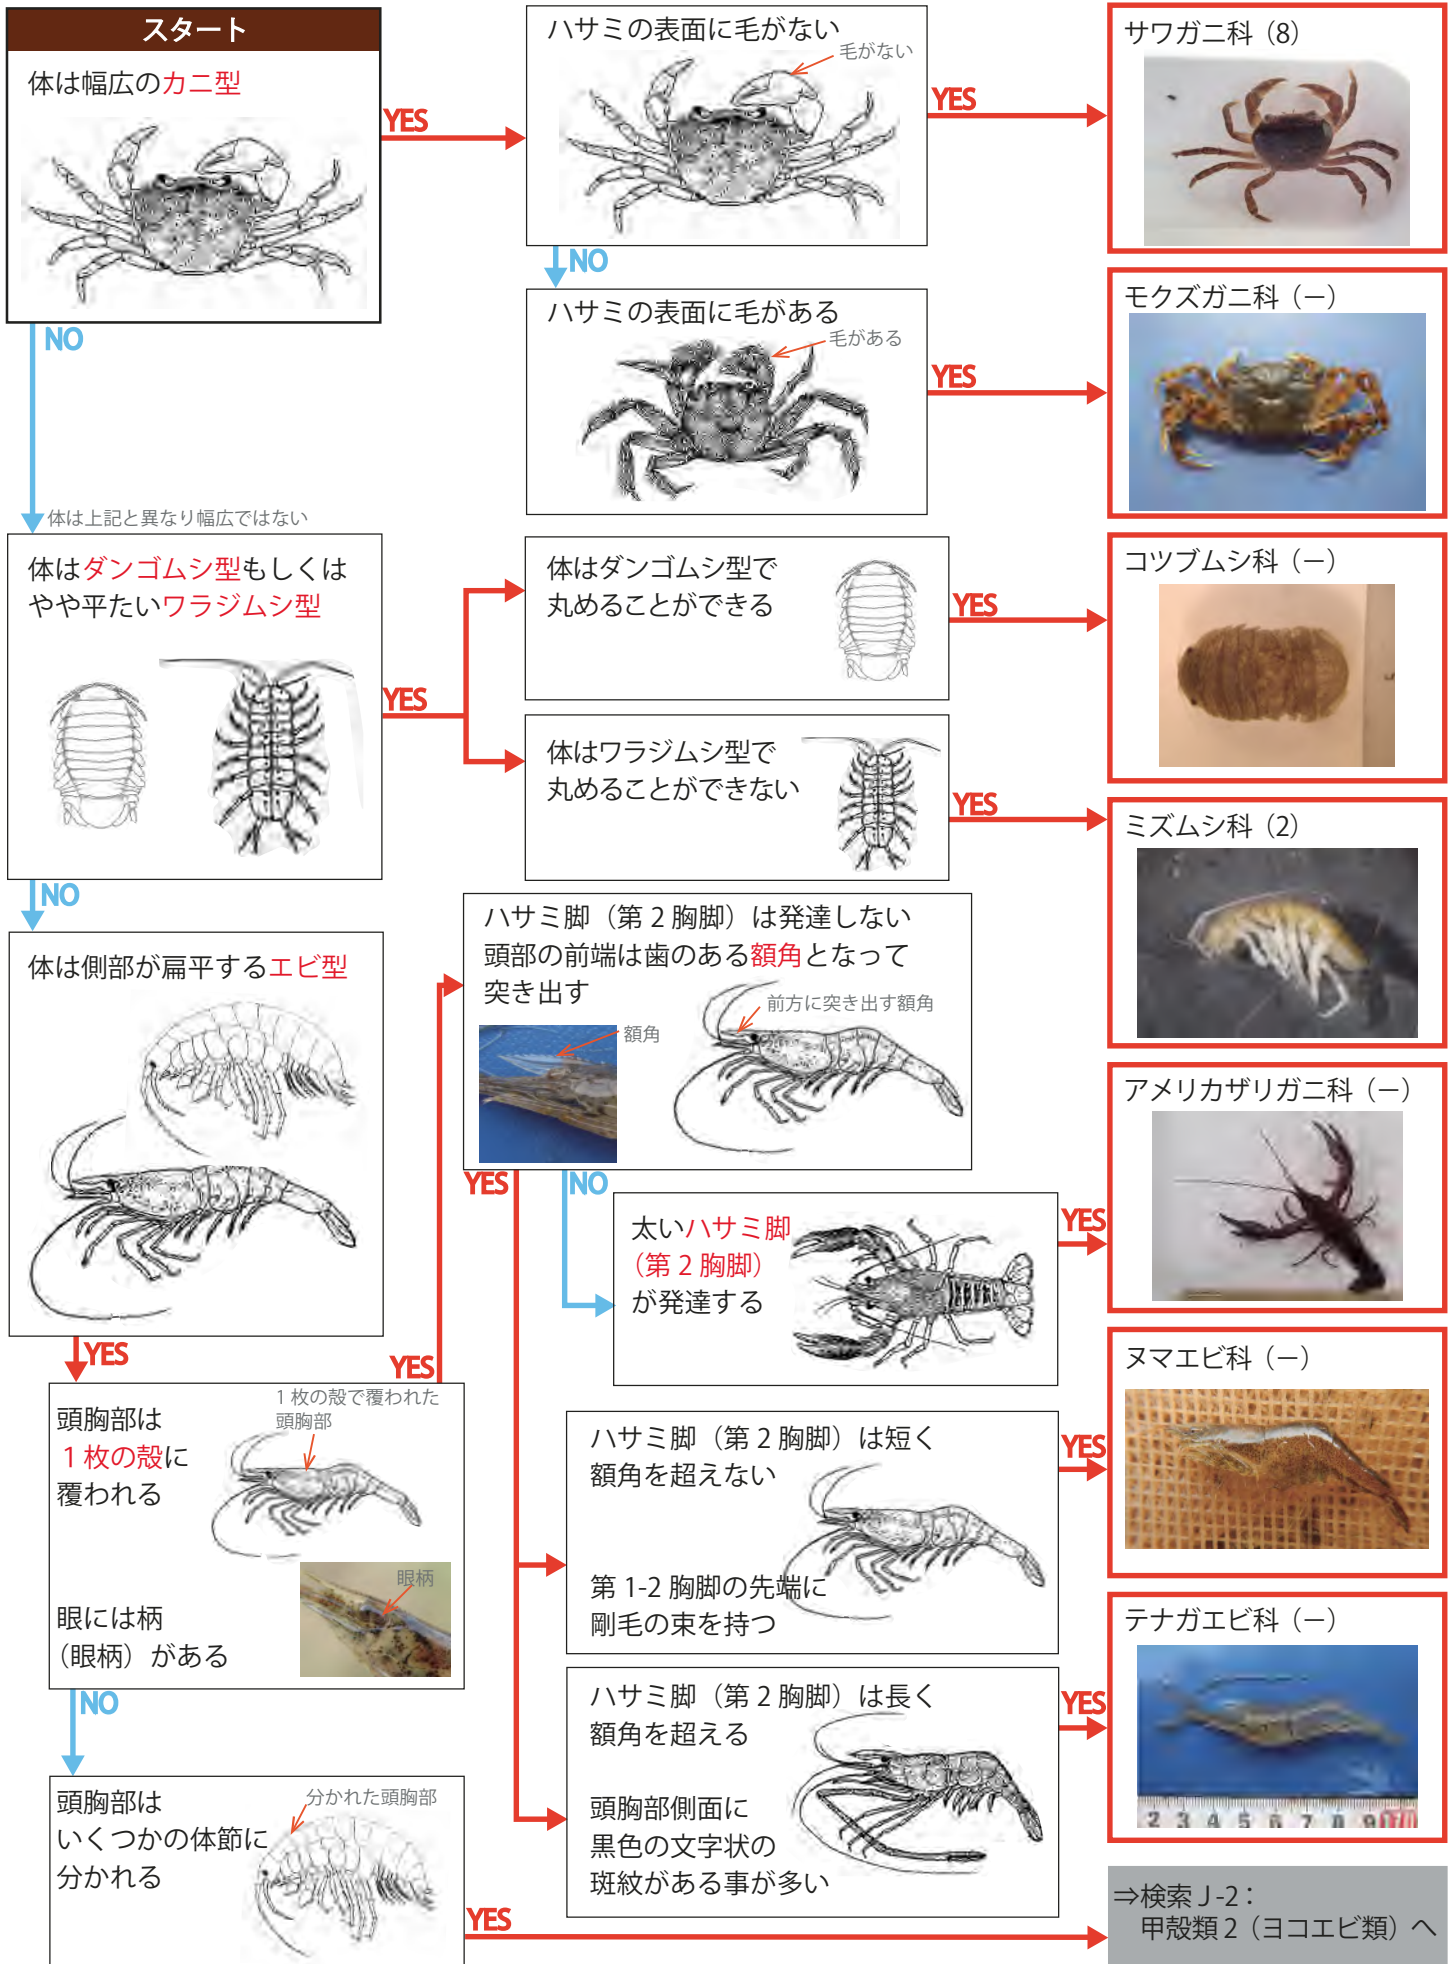 スタート
体は幅広のカニ型
YES
NO
ハサミの表面に毛がない
毛がない
YES
NO
サワガニ科（8）
ハサミの表面に毛がある
毛がある
YES
モクズガニ科（－）
体は上記と異なり幅広ではない
体はダンゴムシ型もしくは
やや平たいワラジムシ型
YES
NO
体はダンゴムシ型で
丸めることができる
YES
コツブムシ科（－）
体はワラジムシ型で
丸めることができない
YES
ミズムシ科（2）
体は側部が扁平するエビ型
YES
ハサミ脚（第 2 胸脚）は発達しない
頭部の前端は歯のある額角となって
突き出す
前方に突き出す額角
額角
YES
NO
太いハサミ脚
（第 2 胸脚）
が発達する
YES
アメリカザリガニ科（－）
頭胸部は
1 枚の殻に
覆われる
1 枚の殻で覆われた
頭胸部
眼には柄
（眼柄）がある
眼柄
YES
NO
ハサミ脚（第 2 胸脚）は短く
額角を超えない
第 1-2 胸脚の先端に
剛毛の束を持つ
YES
ヌマエビ科（－）
ハサミ脚（第 2 胸脚）は長く
額角を超える
頭胸部側面に
黒色の文字状の
斑紋がある事が多い
YES
テナガエビ科（－）
2 3 4 5 6 7 8 9 10
頭胸部は
いくつかの体節に
分かれる
分かれた頭胸部
YES
⇒検索 J-2：
甲殻類 2（ヨコエビ類）へ